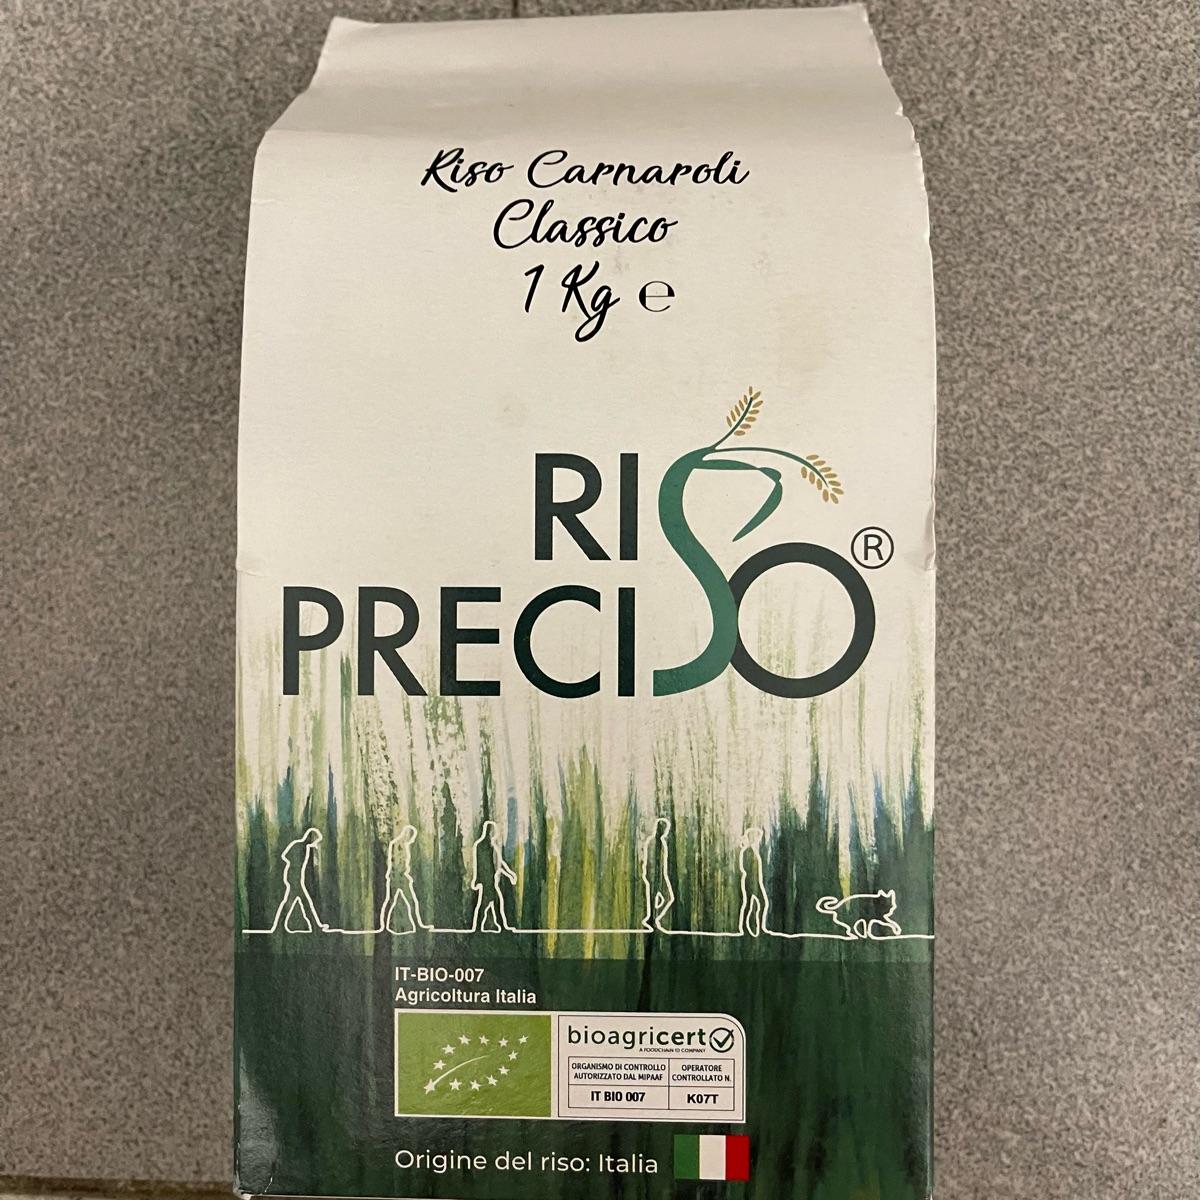 Riso Carnaroli
Classico
1 Kg ℮
RISO
PRECISO®
IT-BIO-007
Agricoltura Italia
bioagricert
A FOODCHAIN ID COMPANY
ORGANISMO DI CONTROLLO
AUTORIZZATO DAL MIPAAF
OPERATORE
CONTROLLATO N.
IT BIO 007
K07T
Origine del riso: Italia